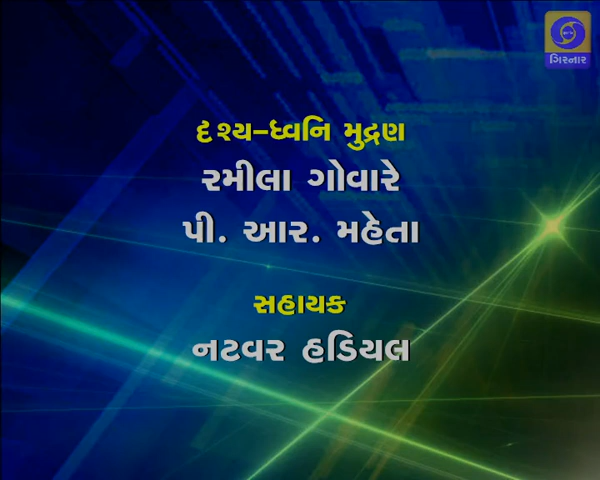 ગિરનાર
દૃશ્ય-ધ્વનિ મુદ્રણ
રમીલા ગોવારે
પી. આર. મહેતા
સહાયક
નટવર હડિયલ